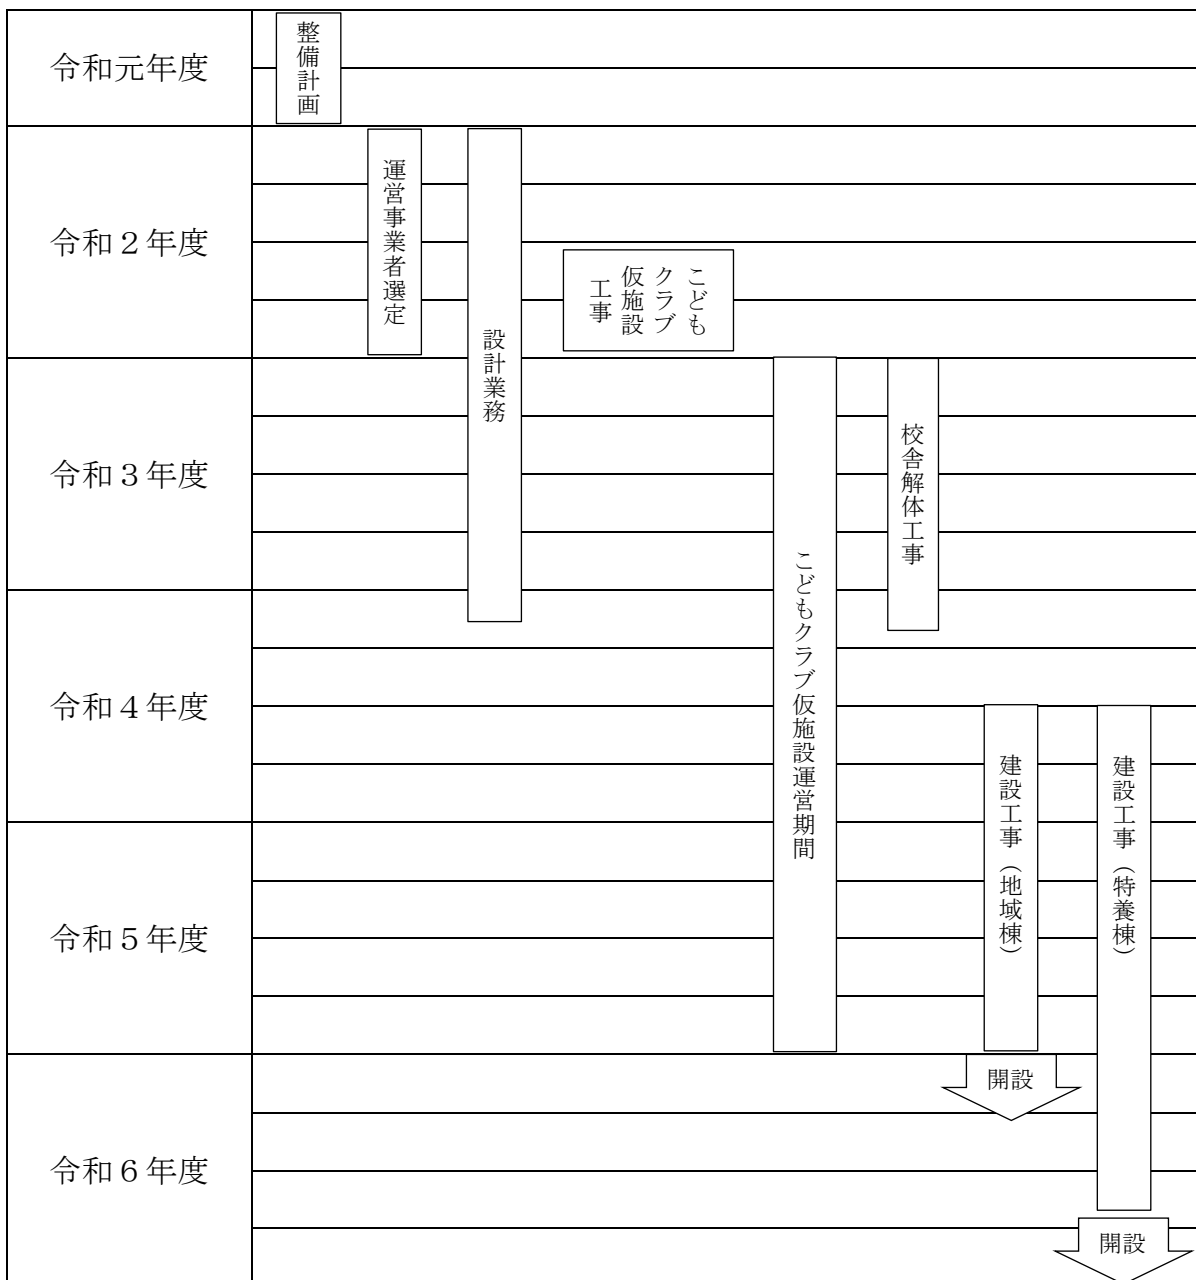 令和元年度
整備計画
令和２年度
運営事業者選定
設計業務
こども
クラブ
仮施設
工事
令和３年度
こどもクラブ仮施設運営期間
校舎解体工事
令和４年度
建設工事（地域棟）
建設工事（特養棟）
令和５年度
令和６年度
開設
開設